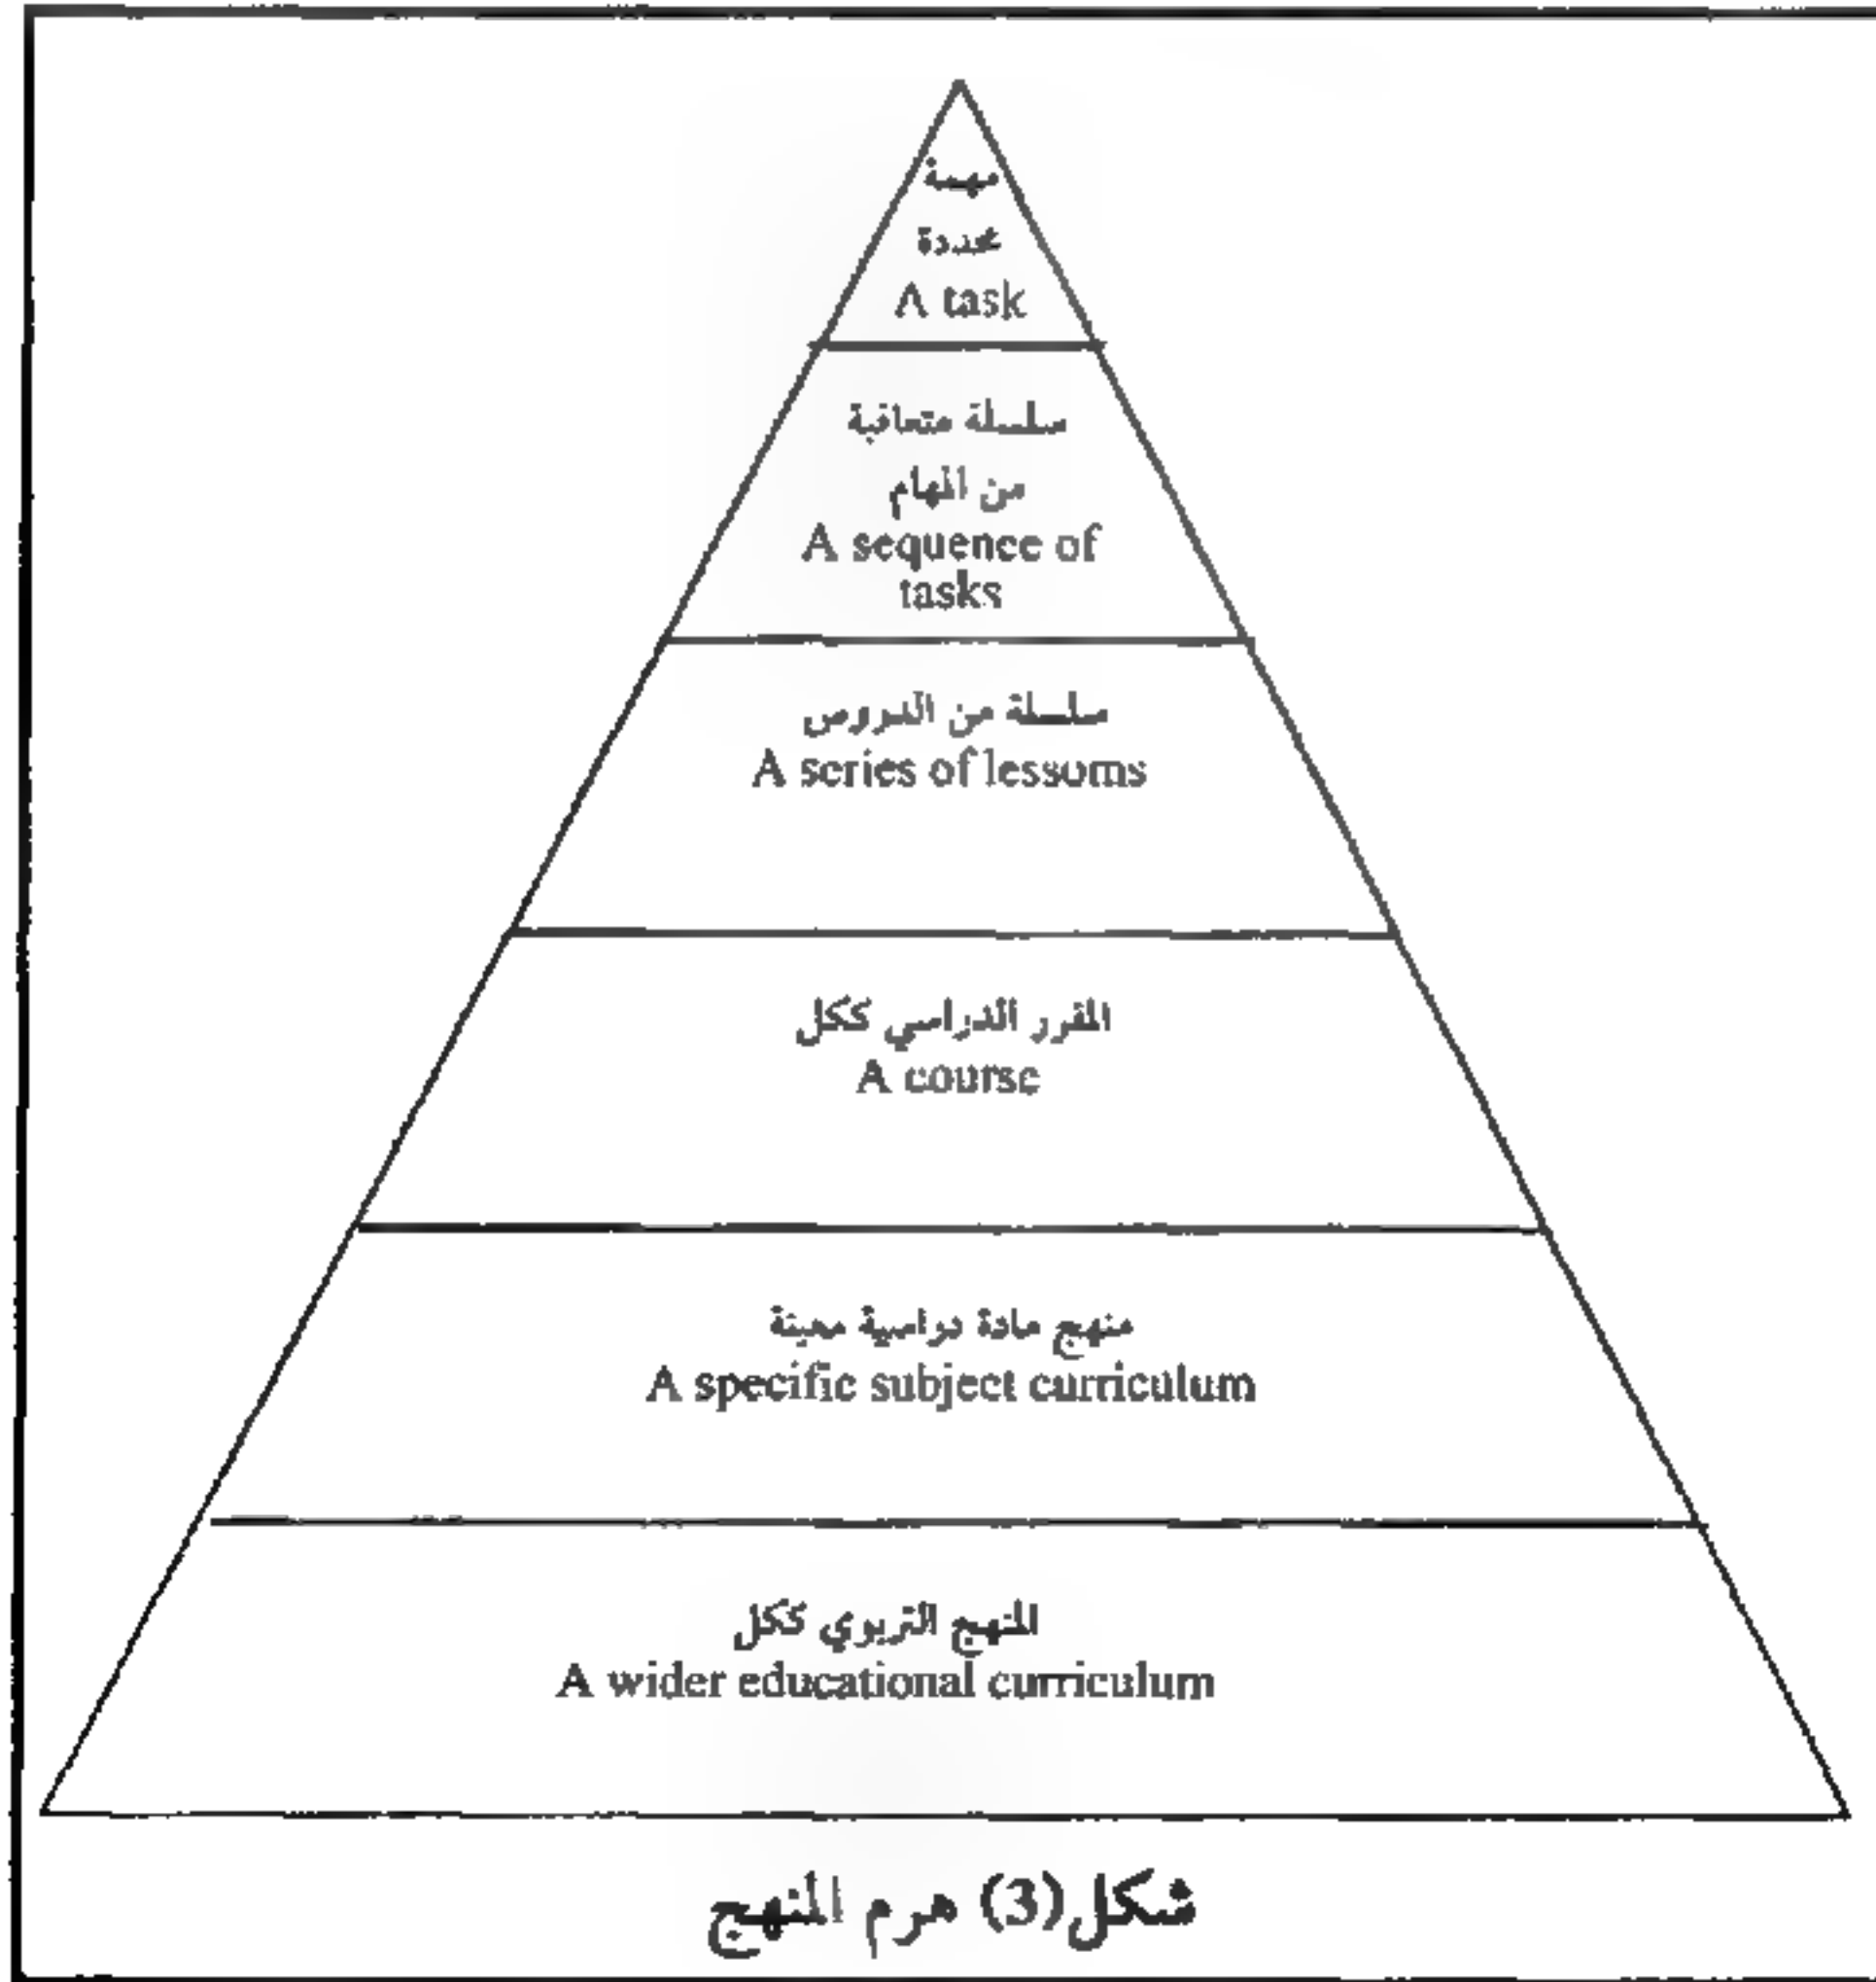 مهمة
محددة
A task
سلسلة متعاقبة
من المهام
A sequence of
tasks
سلسلة من الدروس
A series of lessoms
المقرر الدراسي ككل
A course
منهج مادة دراسية معينة
A specific subject curriculum
المنهج التربوي ككل
A wider educational curriculum
شكل(3) هرم المنهج